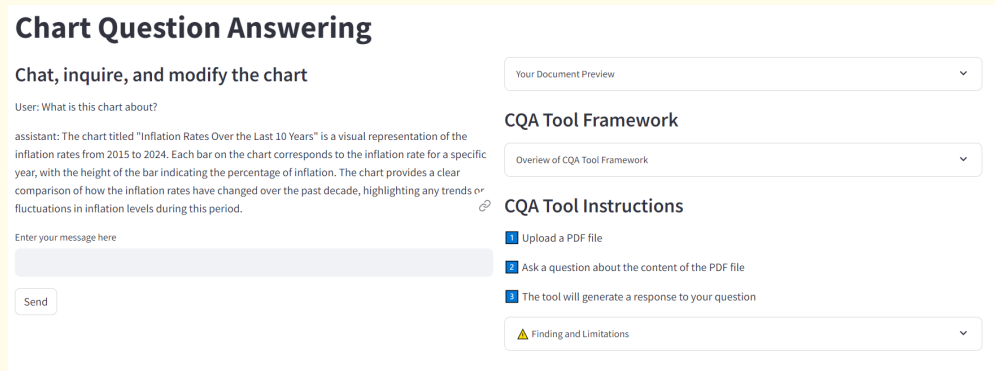 Chart Question Answering
Chat, inquire, and modify the chart
User: What is this chart about?
assistant: The chart titled "Inflation Rates Over the Last 10 Years" is a visual representation of the
inflation rates from 2015 to 2024. Each bar on the chart corresponds to the inflation rate for a specific
year, with the height of the bar indicating the percentage of inflation. The chart provides a clear
comparison of how the inflation rates have changed over the past decade, highlighting any trends or
fluctuations in inflation levels during this period.
Enter your message here
Send
Your Document Preview
CQA Tool Framework
Overiew of CQA Tool Framework
CQA Tool Instructions
1 Upload a PDF file
2 Ask a question about the content of the PDF file
3 The tool will generate a response to your question
Finding and Limitations